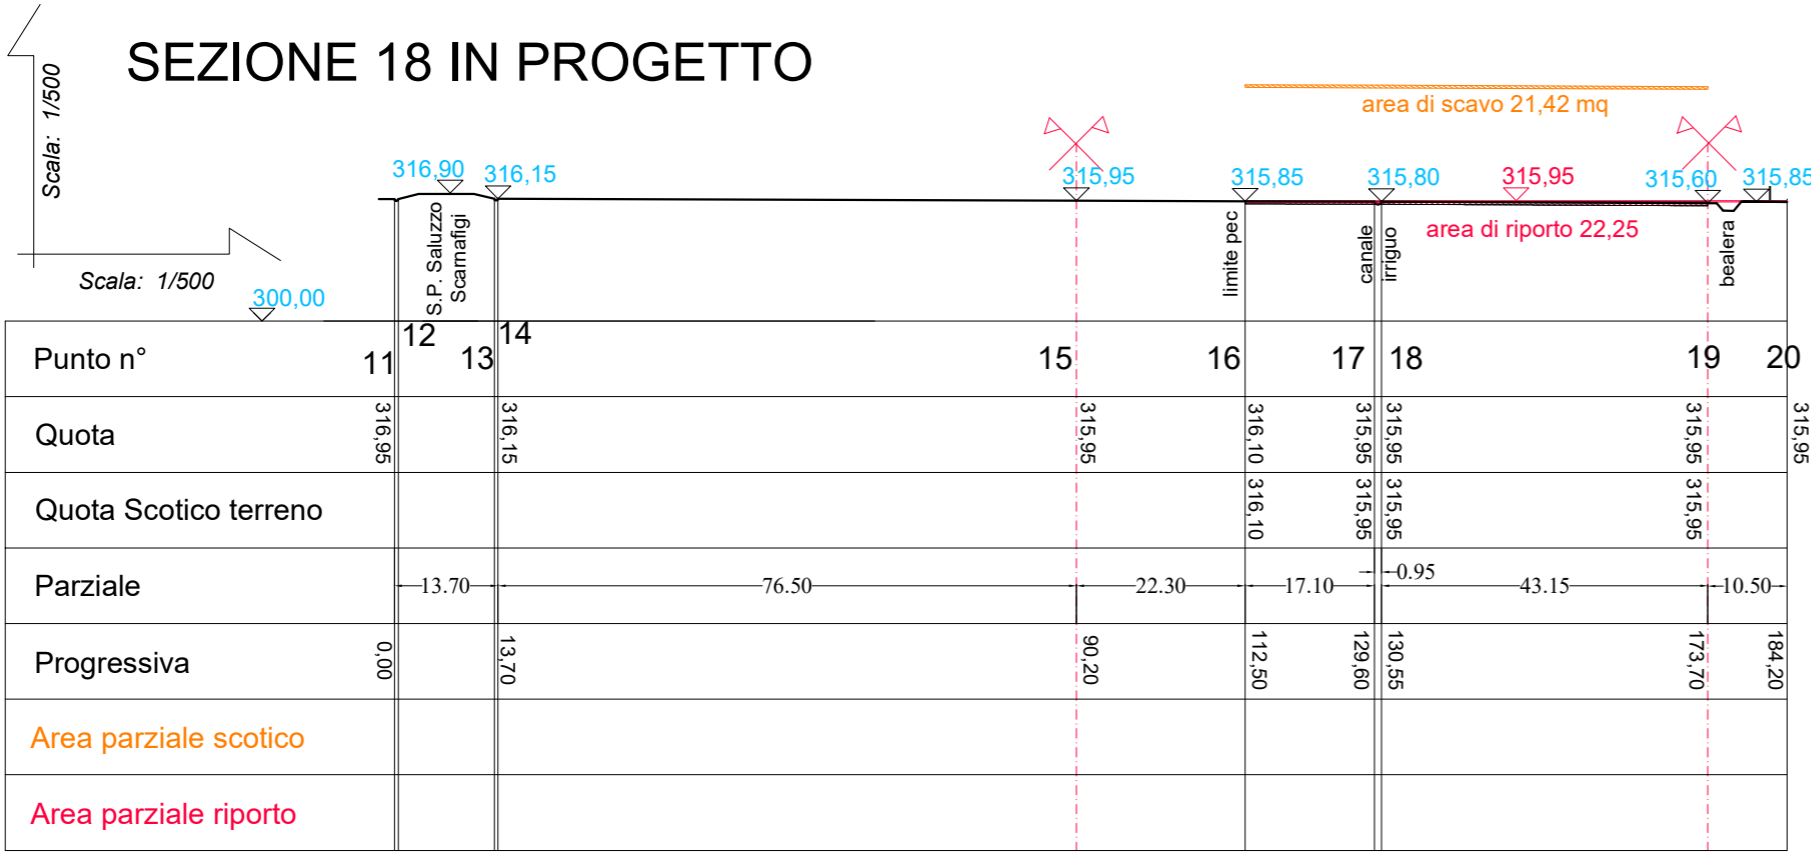 SEZIONE 18 IN PROGETTO
Scala: 1/500
Scala: 1/500
area di scavo 21,42 mq
316,90
316,15
315,95
315,85
315,80
315,95
315,60
315,85
area di riporto 22,25
S.P. Saluzzo
Scarnafigi
limite pec
canale
irriguo
bealera
300,00
Punto n° 11 12 13 14 15 16 17 18 19 20
Quota 316,95 316,15 315,95 316,10 315,95 315,95 315,95 315,95
Quota Scotico terreno 316,10 315,95 315,95 315,95
Parziale 13.70 76.50 22.30 17.10 0.95 43.15 10.50
Progressiva 0,00 13,70 90,20 112,50 129,60 130,55 173,70 184,20
Area parziale scotico
Area parziale riporto